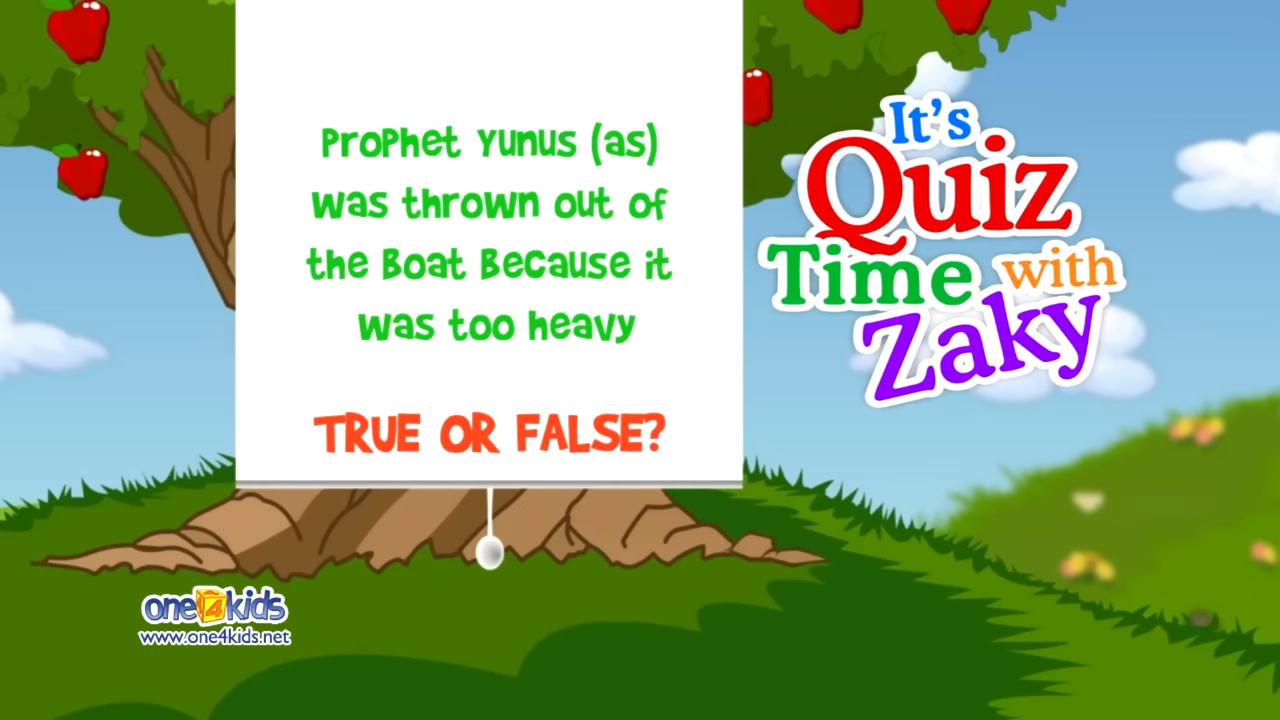 Prophet Yunus (as)
was thrown out of
the Boat Because it
was too heavy
TRUE OR FALSE?
It's
Quiz
Time with
Zaky
one4kids
www.one4kids.net